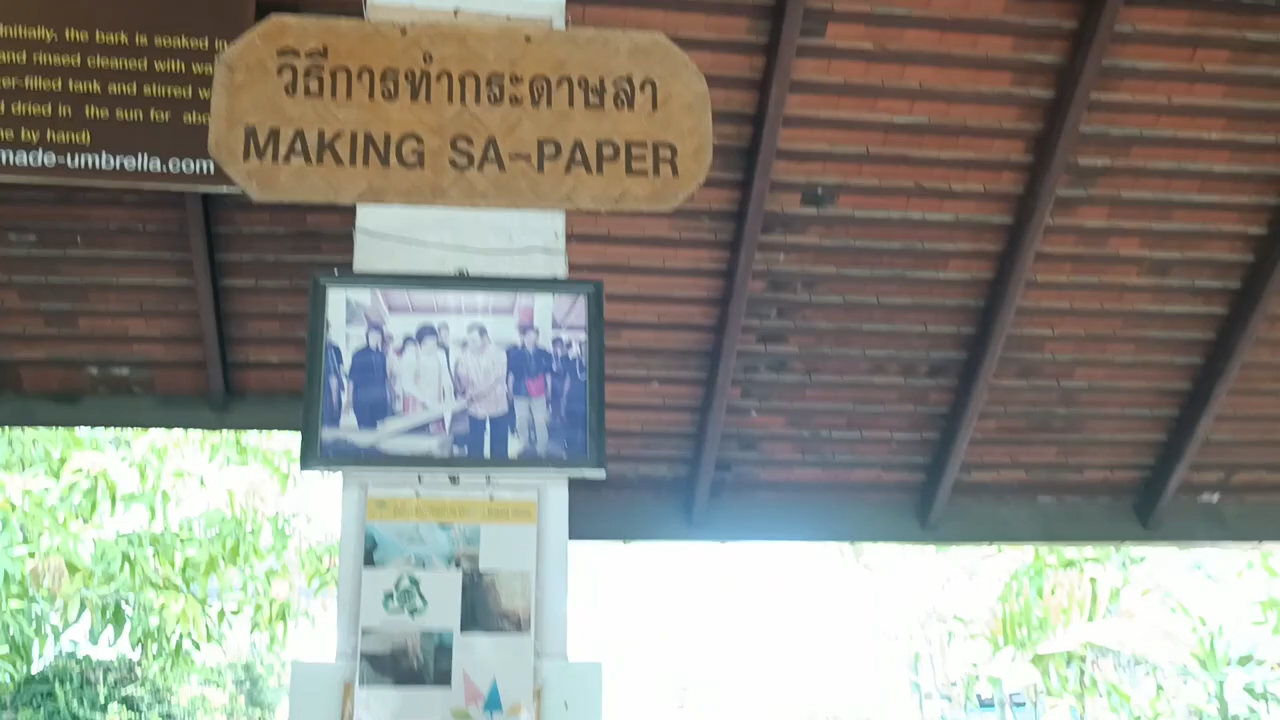 Initially, the bark is soaked in
and rinsed cleaned with wa
er-filled tank and stirred w
d dried in the sun for abo
ne by hand)
made-umbrella.com
วิธีการทำกระดาษสา
MAKING SA-PAPER